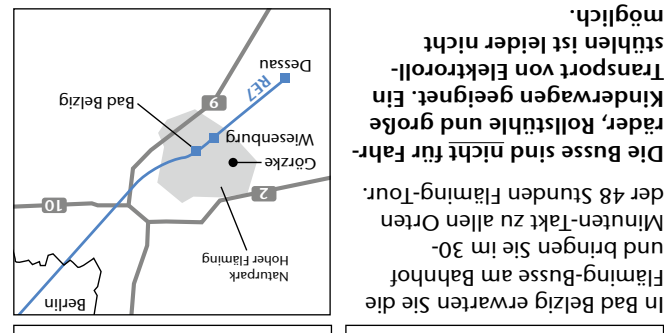 In Bad Belzig erwarten Sie die
Fläming-Busse am Bahnhof
und bringen Sie im 30-
Minuten-Takt zu allen Orten
der 48 Stunden Fläming-Tour.
Die Busse sind nicht für Fahr-
räder, Rollstühle und große
Kinderwagen geeignet. Ein
Transport von Elektroroll-
stühlen ist leider nicht
möglich.
Berlin
Naturpark
Hoher Fläming
10
2
Görzke
Wiesenburg
Bad Belzig
9
RE7
Dessau